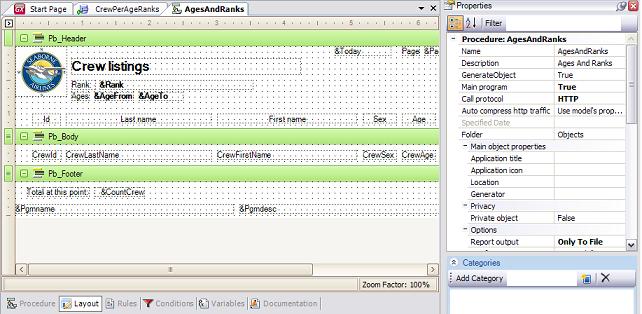 Start Page CrewPerAgeRanks AgesAndRanks
Pb_Header
&Today Page &Pa
SEABORNE AIRLINES
Crew listings
Rank: &Rank
Ages: &AgeFrom &AgeTo
Id Last name First name Sex Age
Pb_Body
CrewId CrewLastName CrewFirstName CrewSex CrewAge
Pb_Footer
Total at this point: &CountCrew
&Pgmname &Pgmdesc
Zoom Factor: 100%
Procedure Layout Rules Conditions Variables Documentation
Properties
Filter
Procedure: AgesAndRanks
Name AgesAndRanks
Description Ages And Ranks
GenerateObject True
Main program True
Call protocol HTTP
Auto compress http traffic Use model's prop...
Specified Date
Folder Objects
Main object properties
Application title
Application icon
Location
Generator
Privacy
Private object False
Options
Report output Only To File
Categories
Add Category